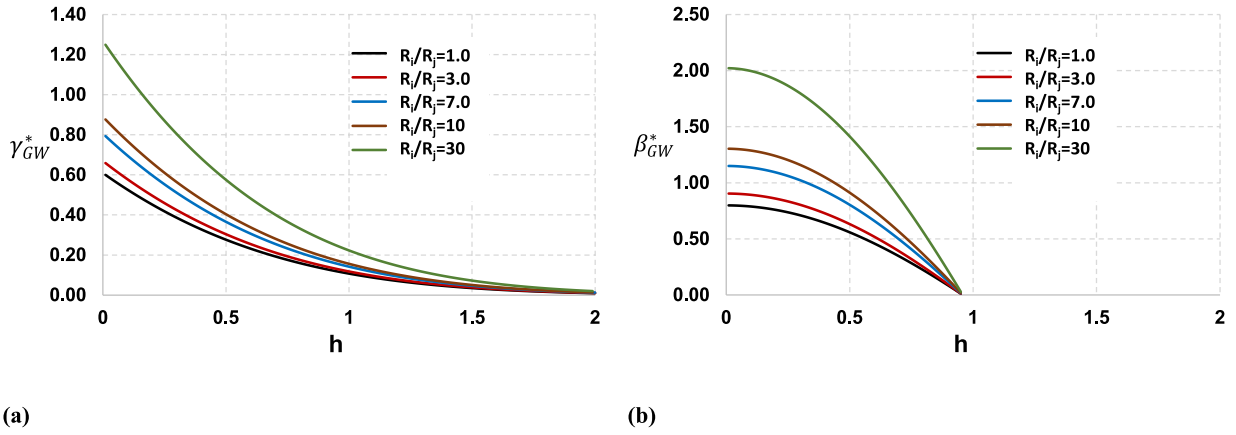 1.40
1.20
1.00
0.80
0.60
0.40
0.20
0.00
γ*GW
0 0.5 1 1.5 2
h
Ri/Rj=1.0
Ri/Rj=3.0
Ri/Rj=7.0
Ri/Rj=10
Ri/Rj=30
(a)
2.50
2.00
1.50
1.00
0.50
0.00
β*GW
0 0.5 1 1.5 2
h
Ri/Rj=1.0
Ri/Rj=3.0
Ri/Rj=7.0
Ri/Rj=10
Ri/Rj=30
(b)